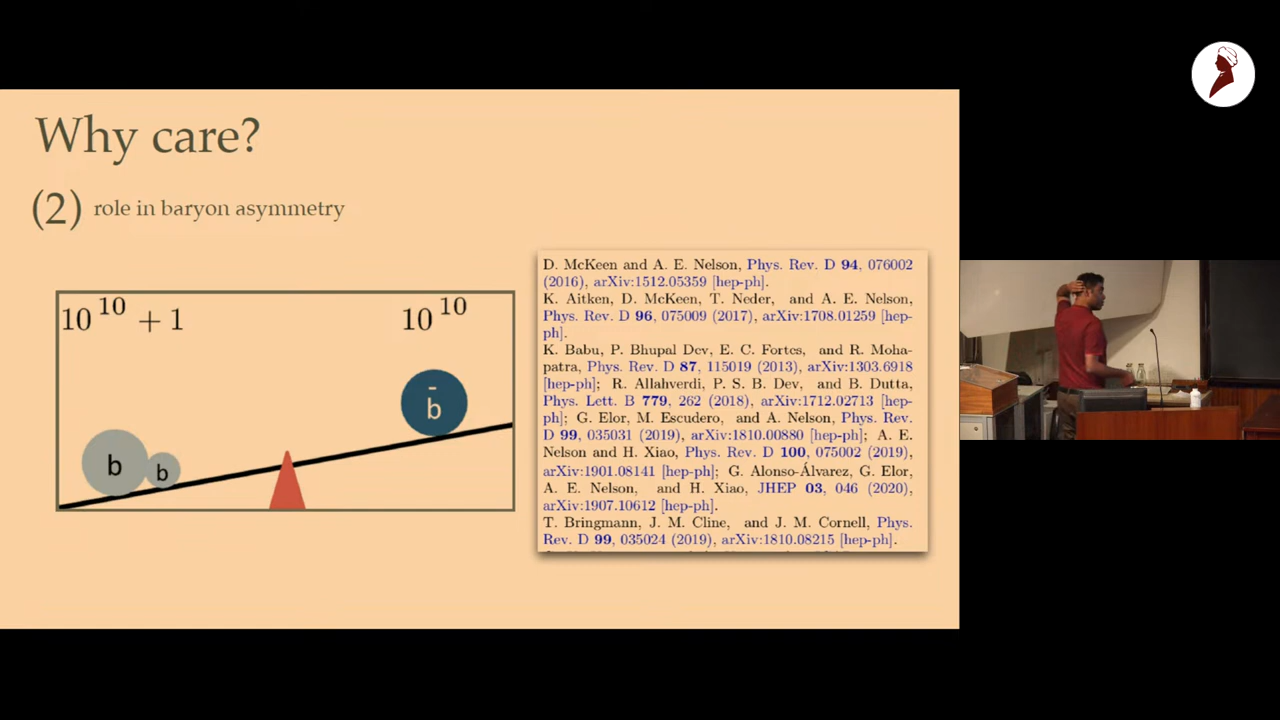 Why care?
(2) role in baryon asymmetry
10^10 + 1
10^10
b̄
b
b
D. McKeen and A. E. Nelson, Phys. Rev. D 94, 076002
(2016), arXiv:1512.05359 [hep-ph].
K. Aitken, D. McKeen, T. Neder, and A. E. Nelson,
Phys. Rev. D 96, 075009 (2017), arXiv:1708.01259 [hep-
ph].
K. Babu, P. Bhupal Dev, E. C. Fortes, and R. Moha-
patra, Phys. Rev. D 87, 115019 (2013), arXiv:1303.6918
[hep-ph]; R. Allahverdi, P. S. B. Dev, and B. Dutta,
Phys. Lett. B 779, 262 (2018), arXiv:1712.02713 [hep-
ph]; G. Elor, M. Escudero, and A. Nelson, Phys. Rev.
D 99, 035031 (2019), arXiv:1810.00880 [hep-ph]; A. E.
Nelson and H. Xiao, Phys. Rev. D 100, 075002 (2019),
arXiv:1901.08141 [hep-ph]; G. Alonso-Álvarez, G. Elor,
A. E. Nelson, and H. Xiao, JHEP 03, 046 (2020),
arXiv:1907.10612 [hep-ph].
T. Bringmann, J. M. Cline, and J. M. Cornell, Phys.
Rev. D 99, 035024 (2019), arXiv:1810.08215 [hep-ph].